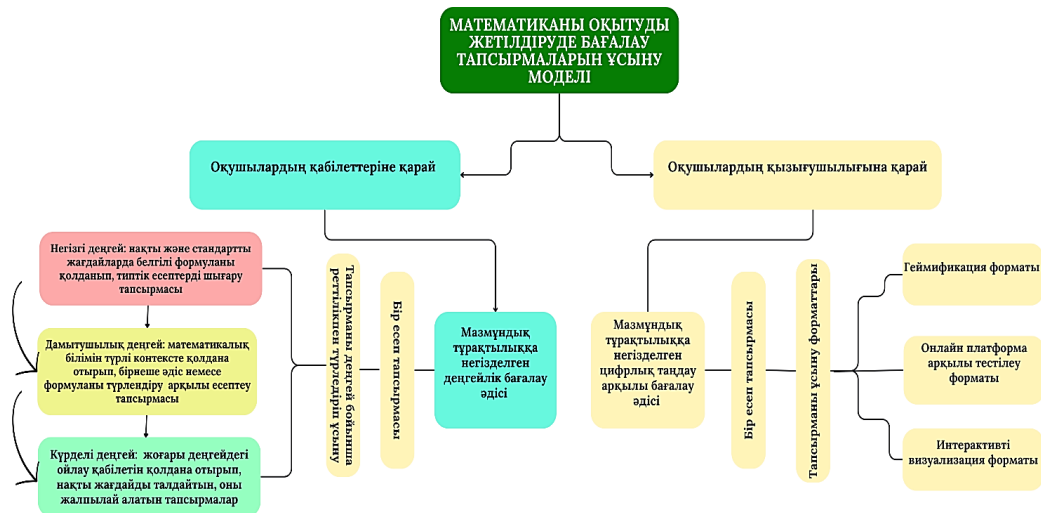 МАТЕМАТИКАНЫ ОҚЫТУДЫ
ЖЕТІЛДІРУДЕ БАҒАЛАУ
ТАПСЫРМАЛАРЫН ҰСЫНУ
МОДЕЛІ
Оқушылардың қабілеттеріне қарай
Оқушылардың қызығушылығына қарай
Негізгі деңгей: нақты және стандартты
жағдайларда белгілі формуланы
қолданып, типтік есептерді шығару
тапсырмасы
Дамытушылық деңгей: математикалық
білімін түрлі контексте қолдана
отырып, бірнеше әдіс немесе
формуланы түрлендіру арқылы есептеу
тапсырмасы
Күрделі деңгей: жоғары деңгейдегі
ойлау қабілетін қолдана отырып,
нақты жағдайды талдайтын, оны
жалпылай алатын тапсырмалар
Тапсырманы деңгей бойынша
реттілікпен түрледіріп ұсыну
Бір есеп тапсырмасы
Мазмұндық
тұрақтылыққа
негізделген
деңгейлік бағалау
әдісі
Мазмұндық
тұрақтылыққа
негізделген
цифрлық таңдау
арқылы бағалау
әдісі
Бір есеп тапсырмасы
Тапсырманы ұсыну форматтары
Геймификация форматы
Онлайн платформа
арқылы тестілеу
форматы
Интерактивті
визуализация форматы